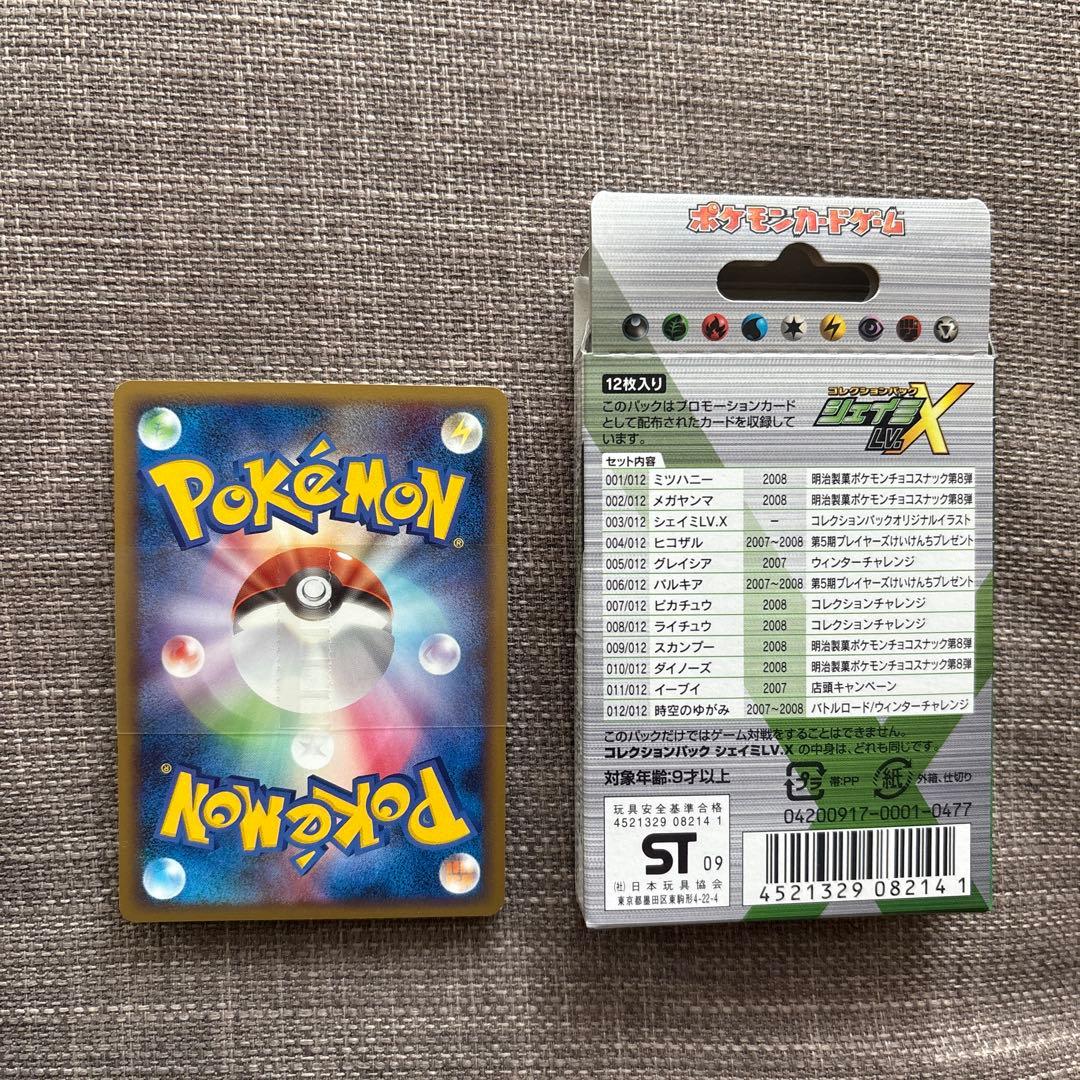 POKéMON
®
POKéMON
®
ポケモンカードゲーム
12枚入り
このパックはプロモーションカード
として配布されたカードを収録して
います。
コレクションパック
シェイミ
LV.X
セット内容
001/012 ミツハニー 2008 明治製菓ポケモンチョコスナック第8弾
002/012 メガヤンマ 2008 明治製菓ポケモンチョコスナック第8弾
003/012 シェイミLV.X － コレクションパックオリジナルイラスト
004/012 ヒコザル 2007～2008 第5期プレイヤーズけいけんちプレゼント
005/012 グレイシア 2007 ウィンターチャレンジ
006/012 パルキア 2007～2008 第5期プレイヤーズけいけんちプレゼント
007/012 ピカチュウ 2008 コレクションチャレンジ
008/012 ライチュウ 2008 コレクションチャレンジ
009/012 スカンプー 2008 明治製菓ポケモンチョコスナック第8弾
010/012 ダイノーズ 2008 明治製菓ポケモンチョコスナック第8弾
011/012 イーブイ 2007 店頭キャンペーン
012/012 時空のゆがみ 2007～2008 バトルロード/ウィンターチャレンジ
このパックだけではゲーム対戦をすることはできません。
コレクションパック シェイミLV.X の中身は、どれも同じです。
対象年齢:9才以上
プラ 帯:PP 紙 外箱、仕切り
04200917-0001-0477
玩具安全基準合格
4521329 08214 1
ST 09
(社)日本玩具協会
東京都墨田区東駒形4-22-4
4521329 082141